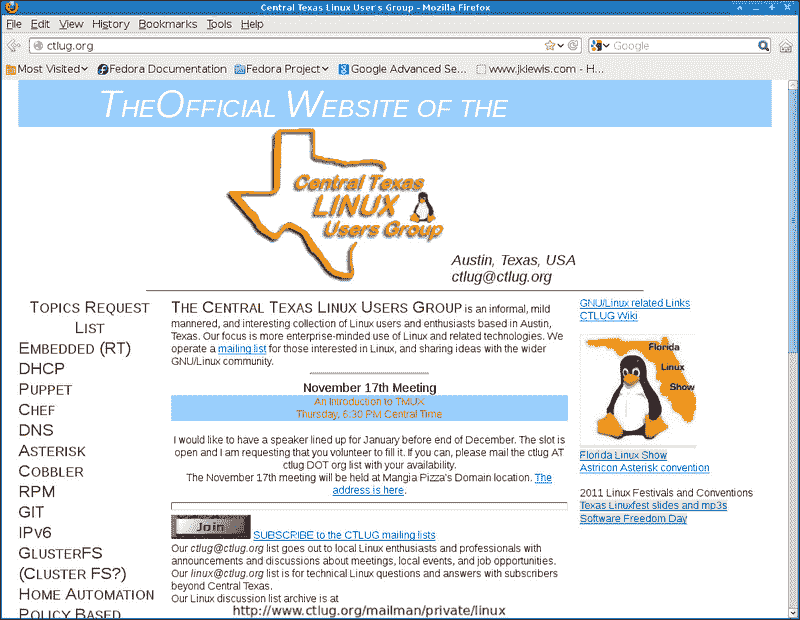 Central Texas Linux User's Group - Mozilla Firefox
File Edit View History Bookmarks Tools Help
ctlug.org
Google
Most Visited Fedora Documentation Fedora Project Google Advanced Se... www.jklewis.com - H...
THE OFFICIAL WEBSITE OF THE
Central Texas
LINUX
Users Group
Austin, Texas, USA
ctlug@ctlug.org
TOPICS REQUEST
LIST
EMBEDDED (RT)
DHCP
PUPPET
CHEF
DNS
ASTERISK
COBBLER
RPM
GIT
IPV6
GLUSTERFS
(CLUSTER FS?)
HOME AUTOMATION
POLICY BASED
THE CENTRAL TEXAS LINUX USERS GROUP is an informal, mild
mannered, and interesting collection of Linux users and enthusiasts based in Austin,
Texas. Our focus is more enterprise-minded use of Linux and related technologies. We
operate a mailing list for those interested in Linux, and sharing ideas with the wider
GNU/Linux community.
November 17th Meeting
An Introduction to TMUX
Thursday, 6:30 PM Central Time
I would like to have a speaker lined up for January before end of December. The slot is
open and I am requesting that you volunteer to fill it. If you can, please mail the ctlug AT
ctlug DOT org list with your availability.
The November 17th meeting will be held at Mangia Pizza's Domain location. The
address is here.
Join SUBSCRIBE to the CTLUG mailing lists
Our ctlug@ctlug.org list goes out to local Linux enthusiasts and professionals with
announcements and discussions about meetings, local events, and job opportunities.
Our linux@ctlug.org list is for technical Linux questions and answers with subscribers
beyond Central Texas.
Our Linux discussion list archive is at
http://www.ctlug.org/mailman/private/linux
GNU/Linux related Links
CTLUG Wiki
Florida
Linux
Show
Florida Linux Show
Astricon Asterisk convention
2011 Linux Festivals and Conventions
Texas Linuxfest slides and mp3s
Software Freedom Day